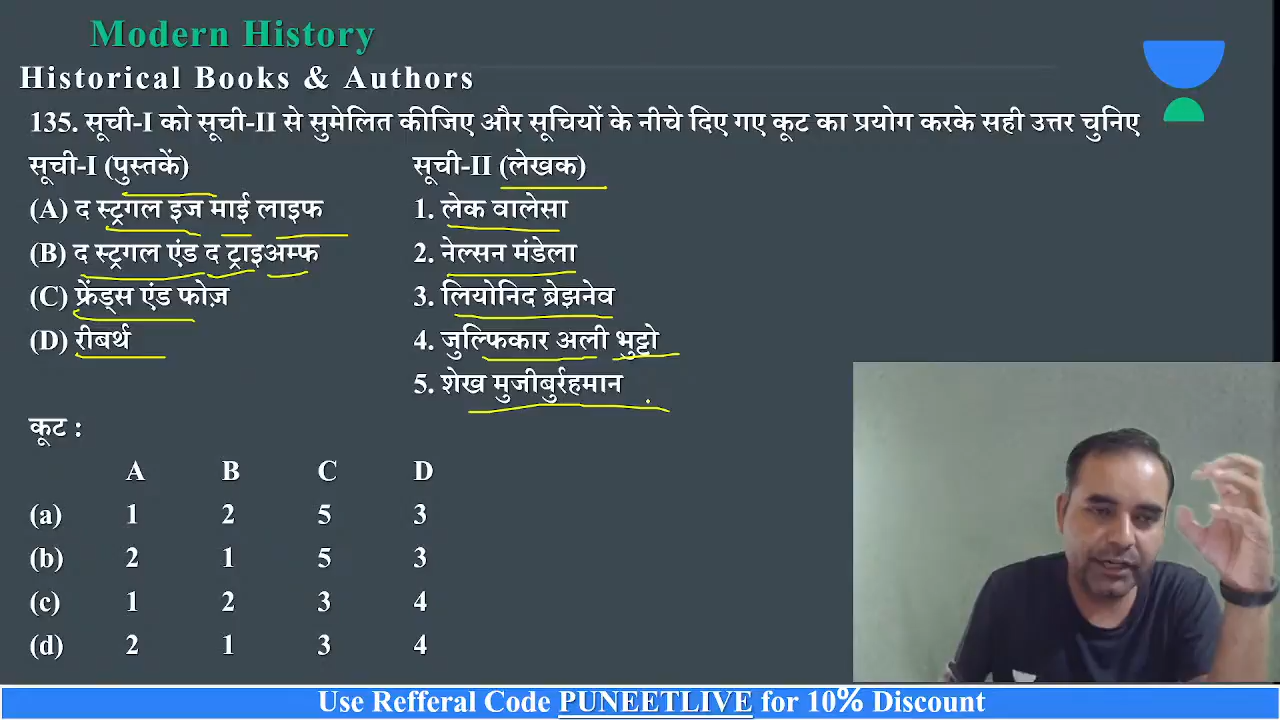 Modern History
Historical Books & Authors
135. सूची-I को सूची-II से सुमेलित कीजिए और सूचियों के नीचे दिए गए कूट का प्रयोग करके सही उत्तर चुनिए
सूची-I (पुस्तकें) सूची-II (लेखक)
(A) द स्ट्रगल इज माई लाइफ 1. लेक वालेसा
(B) द स्ट्रगल एंड द ट्राइअम्फ 2. नेल्सन मंडेला
(C) फ्रेंड्स एंड फोज़ 3. लियोनिद ब्रेझनेव
(D) रीबर्थ 4. जुल्फिकार अली भुट्टो
5. शेख मुजीबुर्रहमान
कूट :
A B C D
(a) 1 2 5 3
(b) 2 1 5 3
(c) 1 2 3 4
(d) 2 1 3 4
Use Refferal Code PUNEETLIVE for 10% Discount